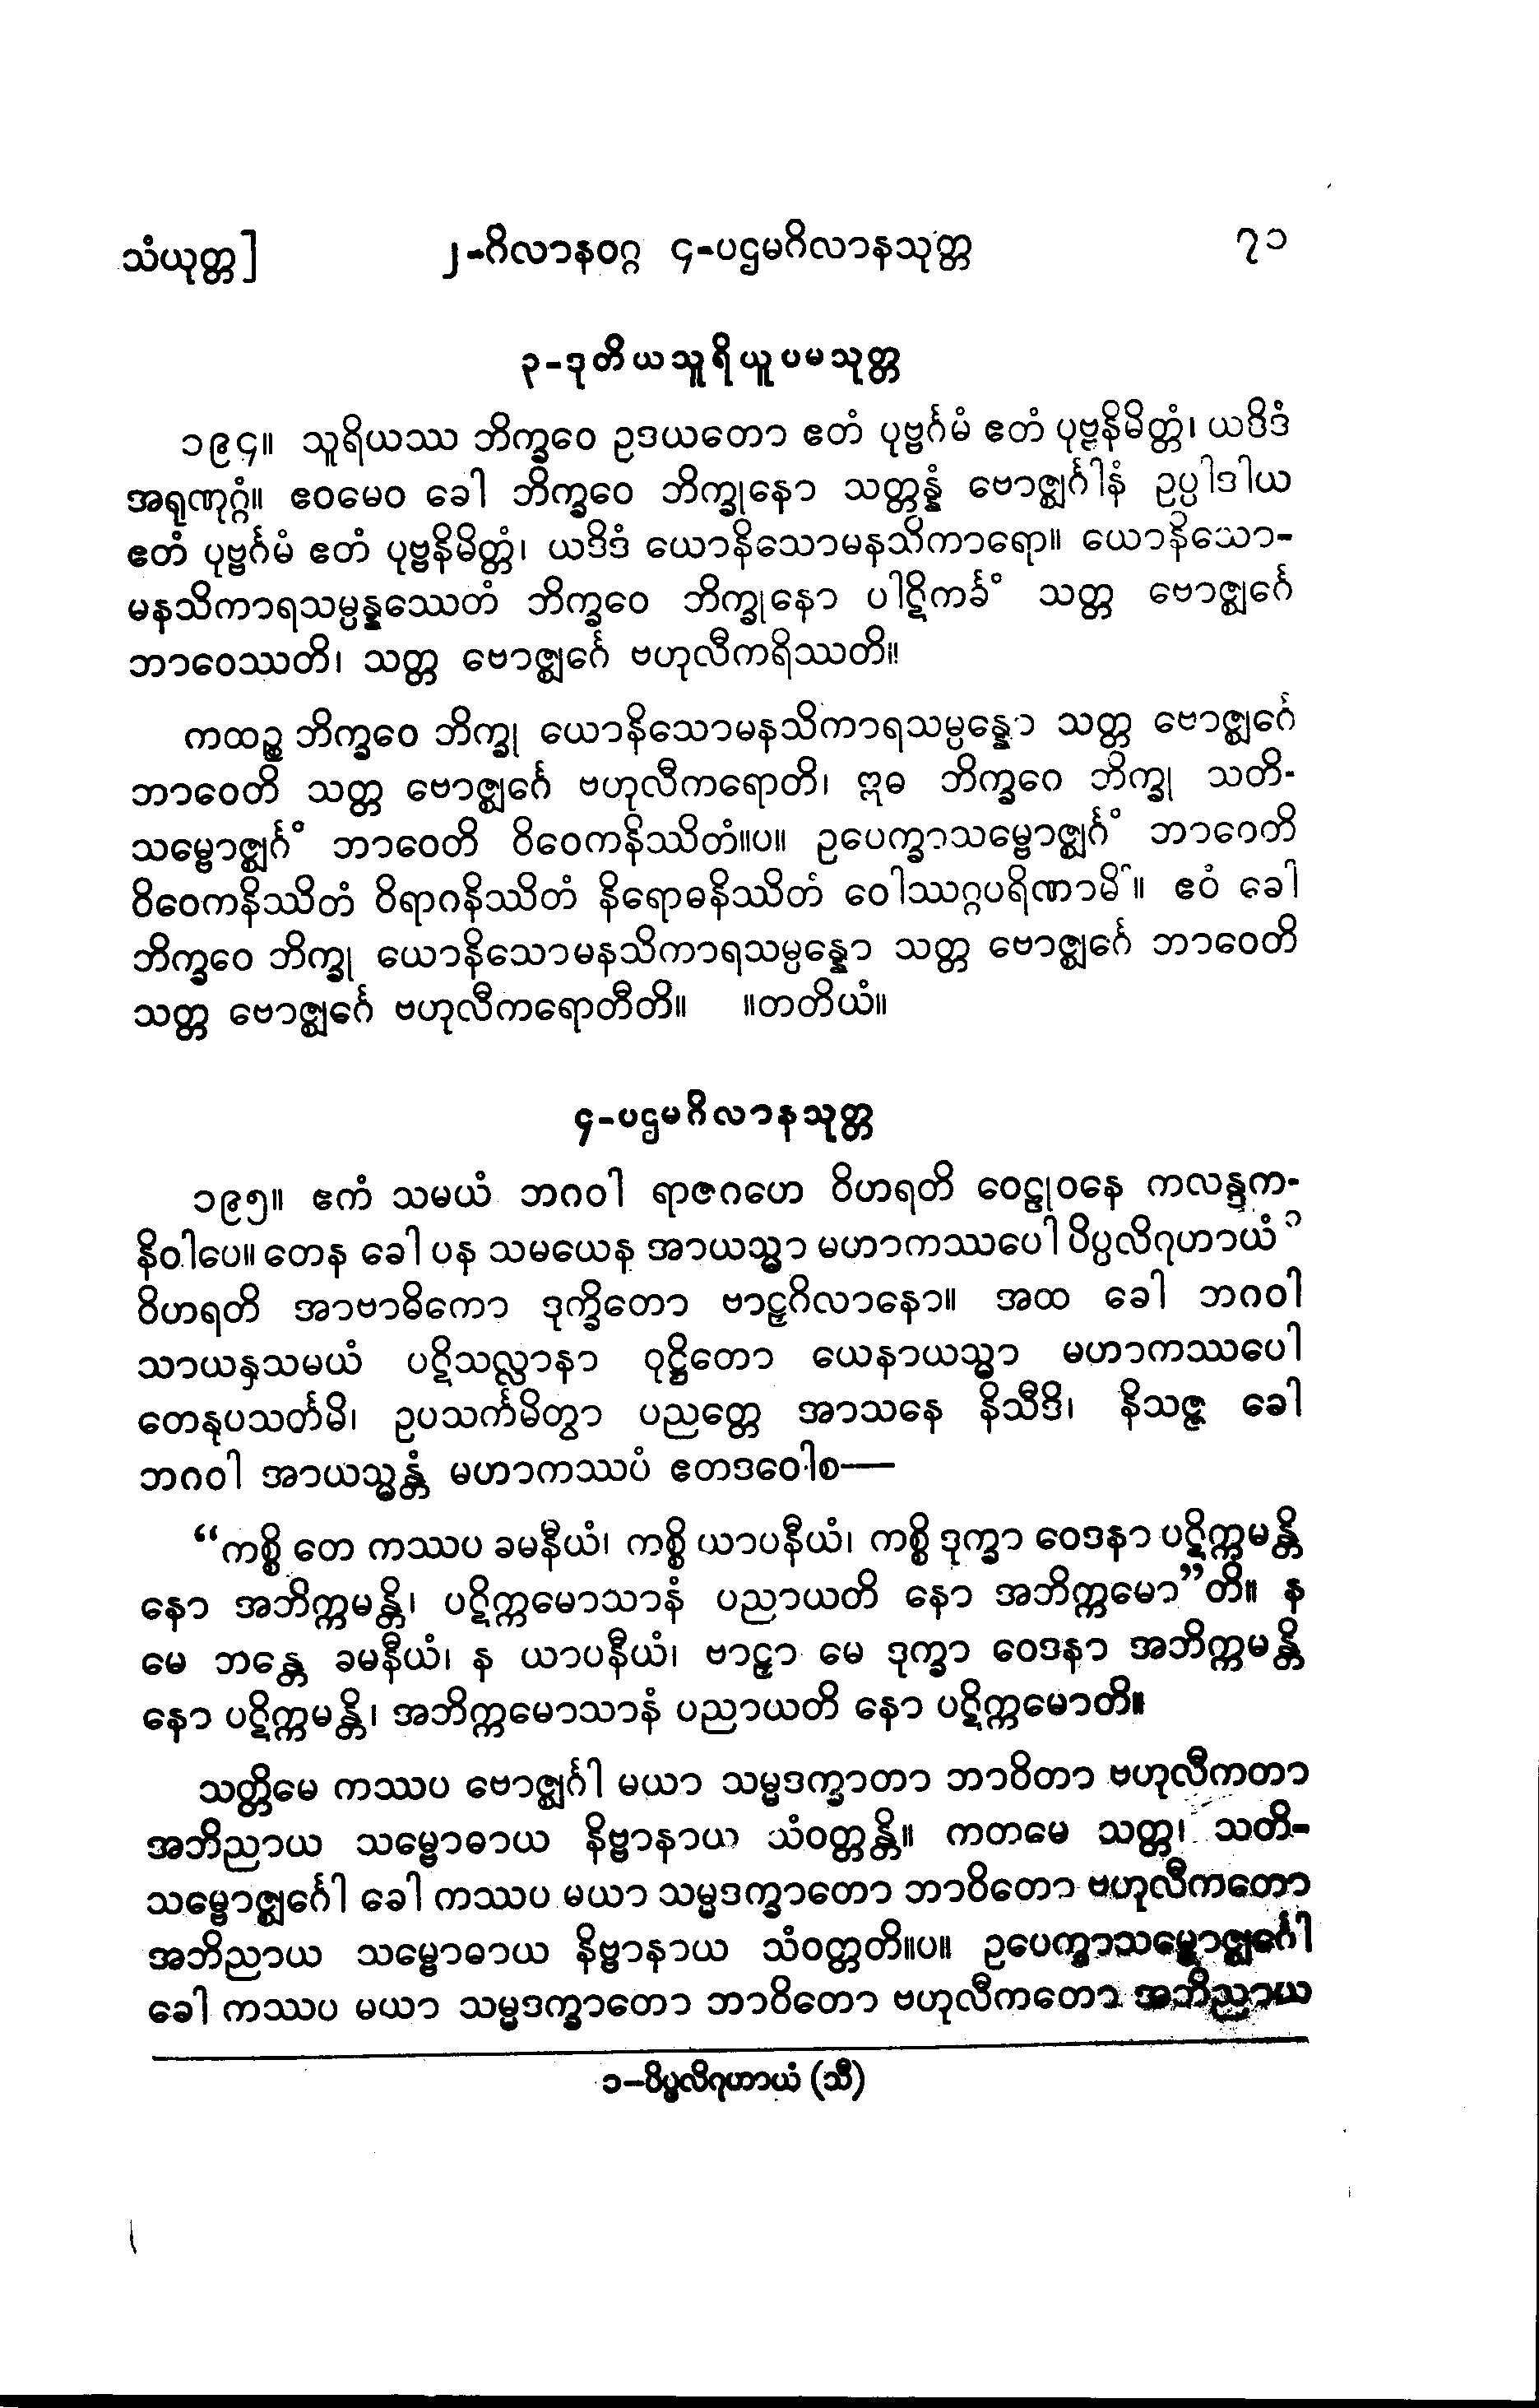 သံယုတ္တ] ၂-ဂိလာနဝဂ္ဂ ၄-ပဌမဂိလာနသုတ္တ ၇၁
၃-ဒုတိယသူရိယူပမသုတ္တ
၁၉၄။ သူရိယဿ ဘိက္ခဝေ ဥဒယတော ဧတံ ပုဗ္ဗင်္ဂမံ ဧတံ ပုဗ္ဗနိမိတ္တံ၊ ယဒိဒံ
အရုဏုဂ္ဂံ။ ဧဝမေဝ ခေါ ဘိက္ခဝေ ဘိက္ခုနော သတ္တန္နံ ဗောဇ္ဈင်္ဂါနံ ဥပ္ပါဒါယ
ဧတံ ပုဗ္ဗင်္ဂမံ ဧတံ ပုဗ္ဗနိမိတ္တံ၊ ယဒိဒံ ယောနိသောမနသိကာရော။ ယောနိသော-
မနသိကာရသမ္ပန္နဿေတံ ဘိက္ခဝေ ဘိက္ခုနော ပါဋိကင်္ခံ သတ္တ ဗောဇ္ဈင်္ဂေ
ဘာဝေဿတိ၊ သတ္တ ဗောဇ္ဈင်္ဂေ ဗဟုလီကရိဿတိ။
ကထဉ္စ ဘိက္ခဝေ ဘိက္ခု ယောနိသောမနသိကာရသမ္ပန္နော သတ္တ ဗောဇ္ဈင်္ဂေ
ဘာဝေတိ သတ္တ ဗောဇ္ဈင်္ဂေ ဗဟုလီကရောတိ၊ ဣဓ ဘိက္ခဝေ ဘိက္ခု သတိ-
သမ္ဗောဇ္ဈင်္ဂံ ဘာဝေတိ ဝိဝေကနိဿိတံ။ပ။ ဥပေက္ခာသမ္ဗောဇ္ဈင်္ဂံ ဘာဝေတိ
ဝိဝေကနိဿိတံ ဝိရာဂနိဿိတံ နိရောဓနိဿိတံ ဝေါဿဂ္ဂပရိဏာမိံ။ ဧဝံ ခေါ
ဘိက္ခဝေ ဘိက္ခု ယောနိသောမနသိကာရသမ္ပန္နော သတ္တ ဗောဇ္ဈင်္ဂေ ဘာဝေတိ
သတ္တ ဗောဇ္ဈင်္ဂေ ဗဟုလီကရောတီတိ။ ။တတိယံ။
၄-ပဌမဂိလာနသုတ္တ
၁၉၅။ ဧကံ သမယံ ဘဂဝါ ရာဇဂဟေ ဝိဟရတိ ဝေဠုဝနေ ကလန္ဒက-
နိဝါပေ။ တေန ခေါ ပန သမယေန အာယသ္မာ မဟာကဿပေါ ပိပ္ပလိဂုဟာယံ ၁
ဝိဟရတိ အာဗာဓိကော ဒုက္ခိတော ဗာဠှဂိလာနော။ အထ ခေါ ဘဂဝါ
သာယနှသမယံ ပဋိသလ္လာနာ ဝုဋ္ဌိတော ယေနာယသ္မာ မဟာကဿပေါ
တေနုပသင်္ကမိ၊ ဥပသင်္ကမိတွာ ပညတ္တေ အာသနေ နိသီဒိ၊ နိသဇ္ဇ ခေါ
ဘဂဝါ အာယသ္မန္တံ မဟာကဿပံ ဧတဒဝေါစ—
“ကစ္စိ တေ ကဿပ ခမနီယံ၊ ကစ္စိ ယာပနီယံ၊ ကစ္စိ ဒုက္ခာ ဝေဒနာ ပဋိက္ကမန္တိ
နော အဘိက္ကမန္တိ၊ ပဋိက္ကမောသာနံ ပညာယတိ နော အဘိက္ကမော”တိ။ န
မေ ဘန္တေ ခမနီယံ၊ န ယာပနီယံ၊ ဗာဠှာ မေ ဒုက္ခာ ဝေဒနာ အဘိက္ကမန္တိ
နော ပဋိက္ကမန္တိ၊ အဘိက္ကမောသာနံ ပညာယတိ နော ပဋိက္ကမောတိ။
သတ္တိမေ ကဿပ ဗောဇ္ဈင်္ဂါ မယာ သမ္မဒက္ခာတာ ဘာဝိတာ ဗဟုလီကတာ
အဘိညာယ သမ္ဗောဓာယ နိဗ္ဗာနာယ သံဝတ္တန္တိ။ ကတမေ သတ္တ၊ သတိ-
သမ္ဗောဇ္ဈင်္ဂေါ ခေါ ကဿပ မယာ သမ္မဒက္ခာတော ဘာဝိတော ဗဟုလီကတော
အဘိညာယ သမ္ဗောဓာယ နိဗ္ဗာနာယ သံဝတ္တတိ။ပ။ ဥပေက္ခာသမ္ဗောဇ္ဈင်္ဂေါ
ခေါ ကဿပ မယာ သမ္မဒက္ခာတော ဘာဝိတော ဗဟုလီကတော အဘိညာယ
၁—ပိပ္ဖလိဂုဟာယံ (သီ)